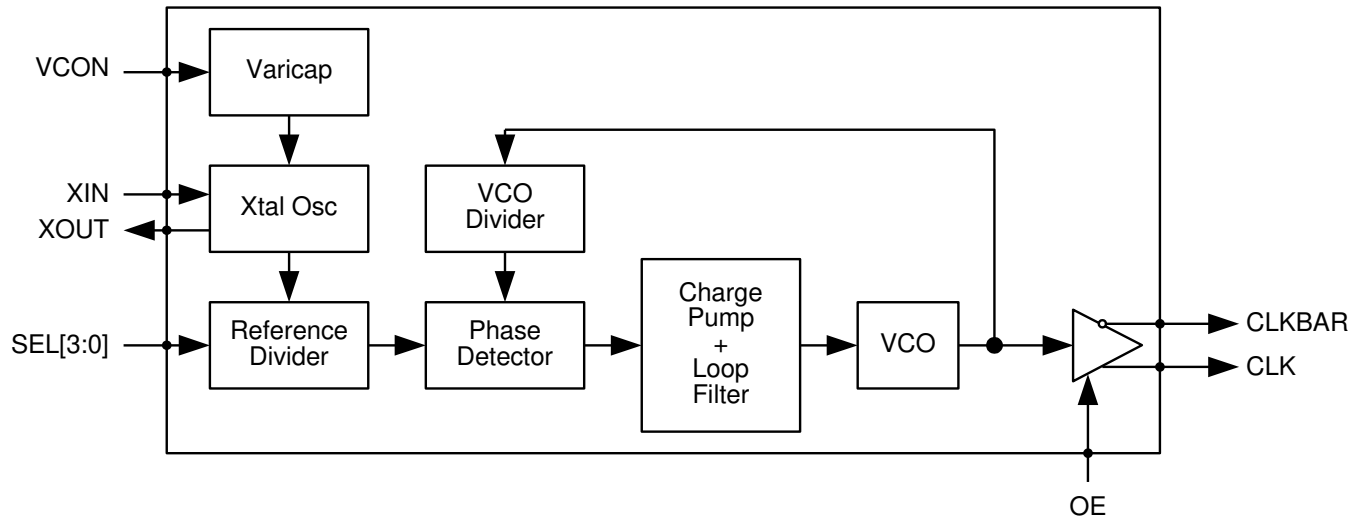 VCON
Varicap
XIN
XOUT
Xtal Osc
VCO
Divider
SEL[3:0]
Reference
Divider
Phase
Detector
Charge
Pump
+
Loop
Filter
VCO
CLKBAR
CLK
OE